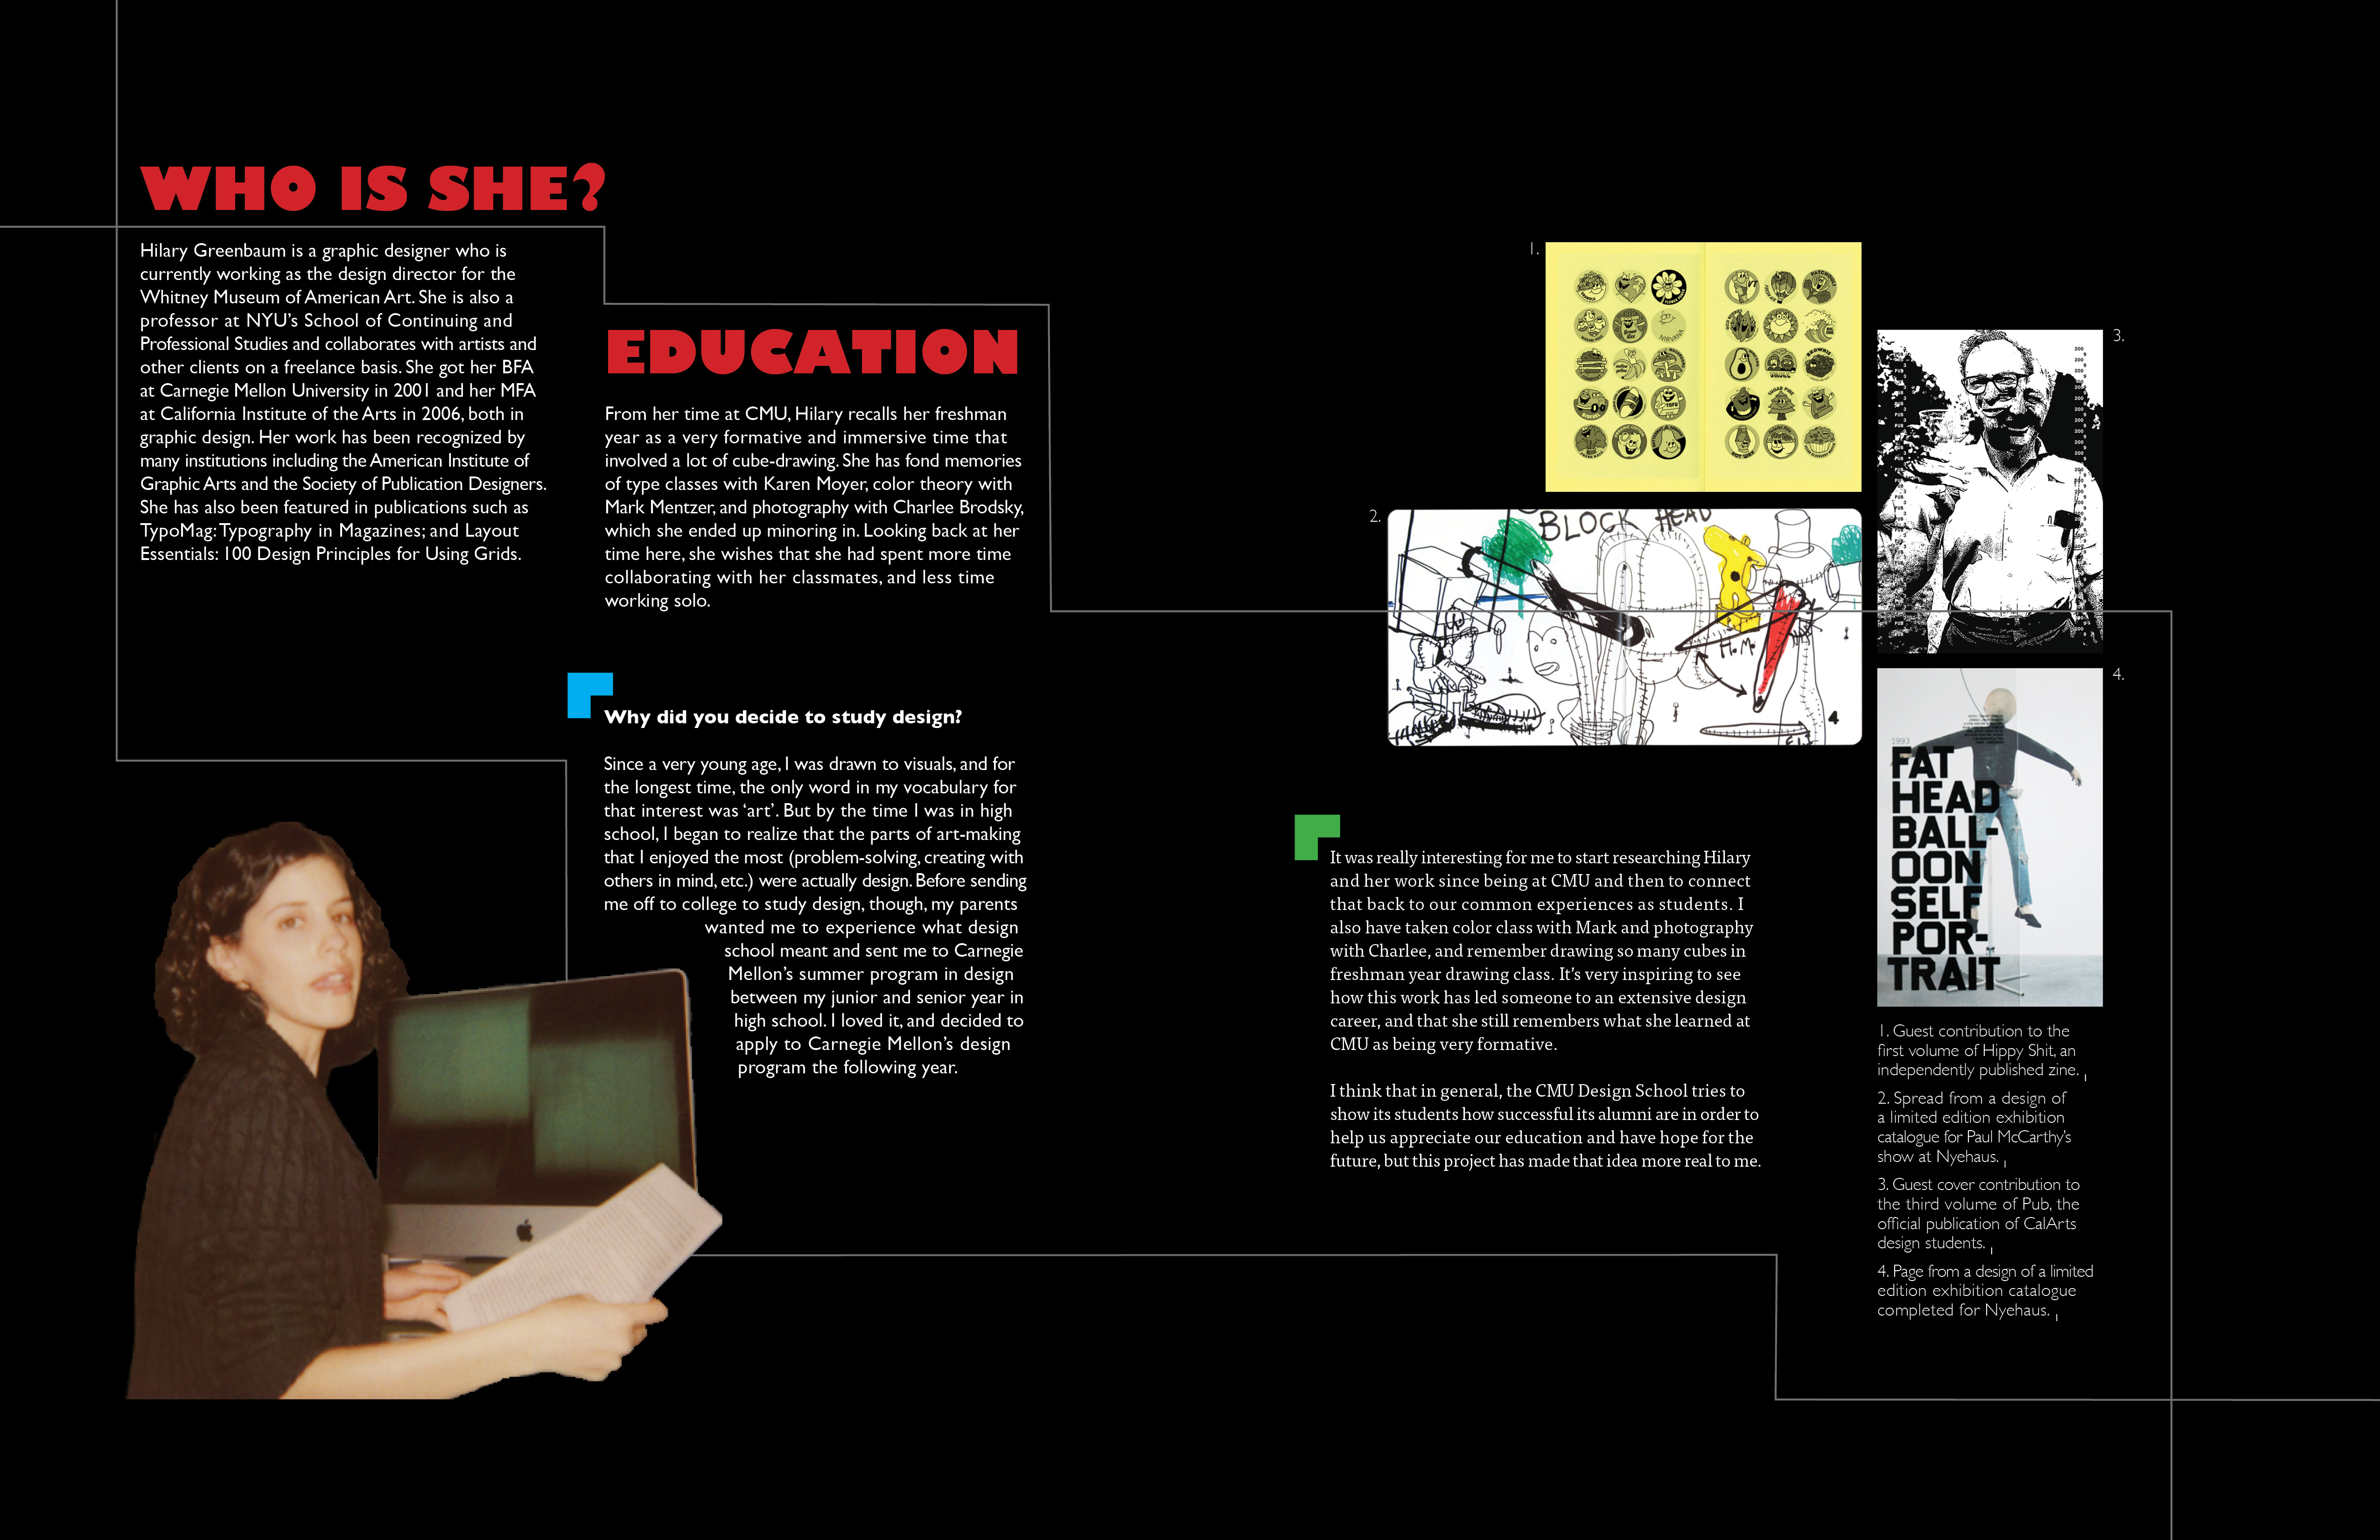 WHO IS SHE?
Hilary Greenbaum is a graphic designer who is
currently working as the design director for the
Whitney Museum of American Art. She is also a
professor at NYU's School of Continuing and
Professional Studies and collaborates with artists and
other clients on a freelance basis. She got her BFA
at Carnegie Mellon University in 2001 and her MFA
at California Institute of the Arts in 2006, both in
graphic design. Her work has been recognized by
many institutions including the American Institute of
Graphic Arts and the Society of Publication Designers.
She has also been featured in publications such as
TypoMag: Typography in Magazines; and Layout
Essentials: 100 Design Principles for Using Grids.
EDUCATION
From her time at CMU, Hilary recalls her freshman
year as a very formative and immersive time that
involved a lot of cube-drawing. She has fond memories
of type classes with Karen Moyer, color theory with
Mark Mentzer, and photography with Charlee Brodsky,
which she ended up minoring in. Looking back at her
time here, she wishes that she had spent more time
collaborating with her classmates, and less time
working solo.
Why did you decide to study design?
Since a very young age, I was drawn to visuals, and for
the longest time, the only word in my vocabulary for
that interest was ‘art’. But by the time I was in high
school, I began to realize that the parts of art-making
that I enjoyed the most (problem-solving, creating with
others in mind, etc.) were actually design. Before sending
me off to college to study design, though, my parents
wanted me to experience what design
school meant and sent me to Carnegie
Mellon's summer program in design
between my junior and senior year in
high school. I loved it, and decided to
apply to Carnegie Mellon's design
program the following year.
1.
2.
BLOCK HEAD
H.M.
4
3.
4.
1993
FAT
HEAD
BALL-
OON
SELF
POR-
TRAIT
It was really interesting for me to start researching Hilary
and her work since being at CMU and then to connect
that back to our common experiences as students. I
also have taken color class with Mark and photography
with Charlee, and remember drawing so many cubes in
freshman year drawing class. It's very inspiring to see
how this work has led someone to an extensive design
career, and that she still remembers what she learned at
CMU as being very formative.
I think that in general, the CMU Design School tries to
show its students how successful its alumni are in order to
help us appreciate our education and have hope for the
future, but this project has made that idea more real to me.
1. Guest contribution to the
first volume of Hippy Shit, an
independently published zine.
2. Spread from a design of
a limited edition exhibition
catalogue for Paul McCarthy's
show at Nyehaus.
3. Guest cover contribution to
the third volume of Pub, the
official publication of CalArts
design students.
4. Page from a design of a limited
edition exhibition catalogue
completed for Nyehaus.